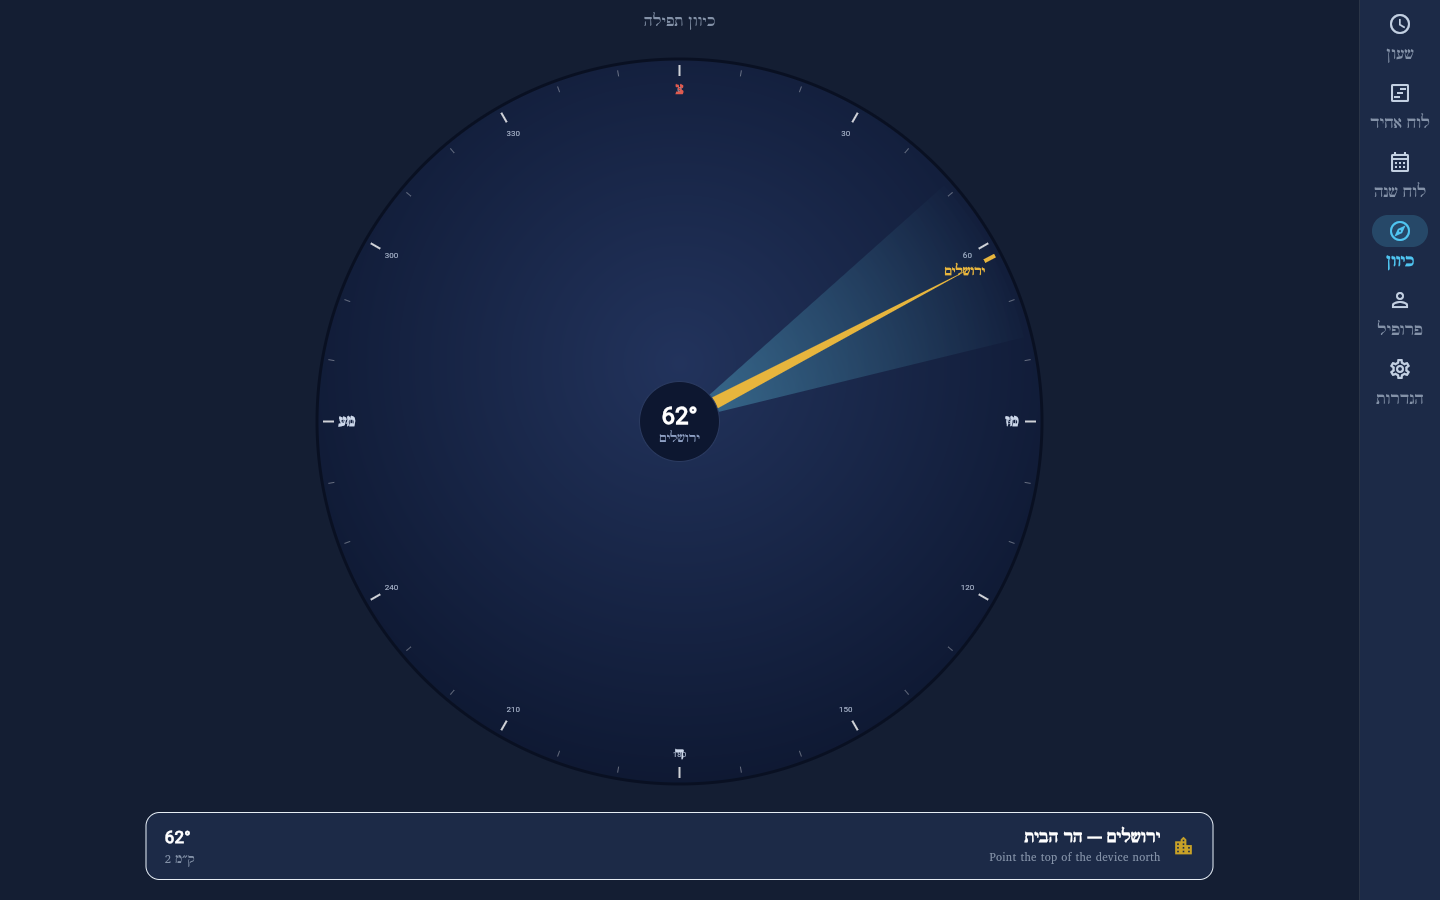 כיוון תפילה
שעון
לוח אחיד
לוח שנה
כיוון
פרופיל
הגדרות
צ
330
30
300
60
ירושלים
מע
מז
62°
ירושלים
240
120
210
150
ד
180
ירושלים — הר הבית
Point the top of the device north
62°
2 ק״מ